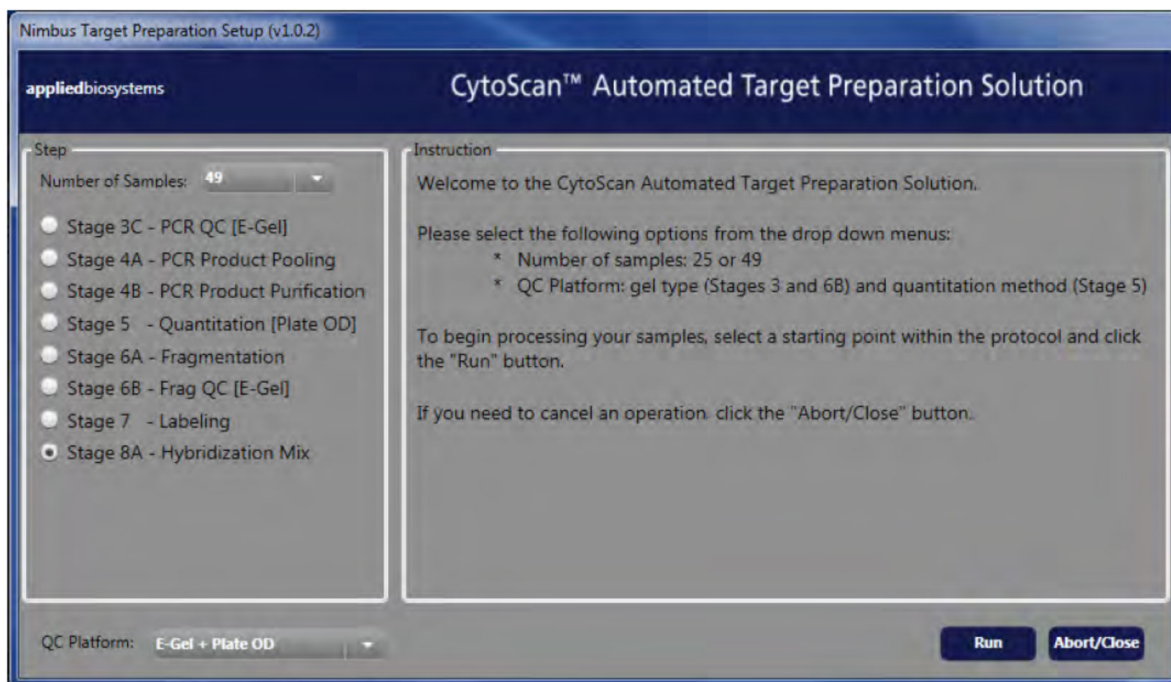 Nimbus Target Preparation Setup (v1.0.2)
appliedbiosystems
CytoScan™ Automated Target Preparation Solution
Step
Number of Samples: 49
Stage 3C - PCR QC [E-Gel]
Stage 4A - PCR Product Pooling
Stage 4B - PCR Product Purification
Stage 5 - Quantitation [Plate OD]
Stage 6A - Fragmentation
Stage 6B - Frag QC [E-Gel]
Stage 7 - Labeling
Stage 8A - Hybridization Mix
Instruction
Welcome to the CytoScan Automated Target Preparation Solution.
Please select the following options from the drop down menus:
* Number of samples: 25 or 49
* QC Platform: gel type (Stages 3 and 6B) and quantitation method (Stage 5)
To begin processing your samples, select a starting point within the protocol and click
the "Run" button.
If you need to cancel an operation click the "Abort/Close" button.
QC Platform: E-Gel + Plate OD
Run
Abort/Close